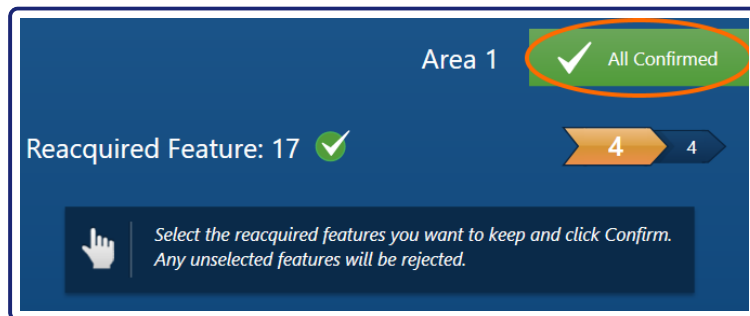 Area 1
All Confirmed
Reacquired Feature: 17
4
4
Select the reacquired features you want to keep and click Confirm.
Any unselected features will be rejected.